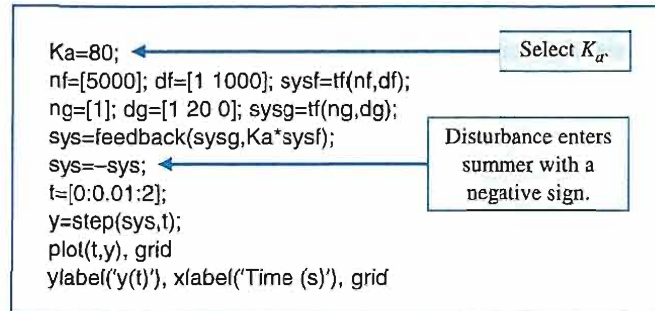 Ka=80;
Select Ka.
nf=[5000]; df=[1 1000]; sysf=tf(nf,df);
ng=[1]; dg=[1 20 0]; sysg=tf(ng,dg);
sys=feedback(sysg,Ka*sysf);
sys=–sys;
Disturbance enters
summer with a
negative sign.
t=[0:0.01:2];
y=step(sys,t);
plot(t,y), grid
ylabel('y(t)'), xlabel('Time (s)'), grid